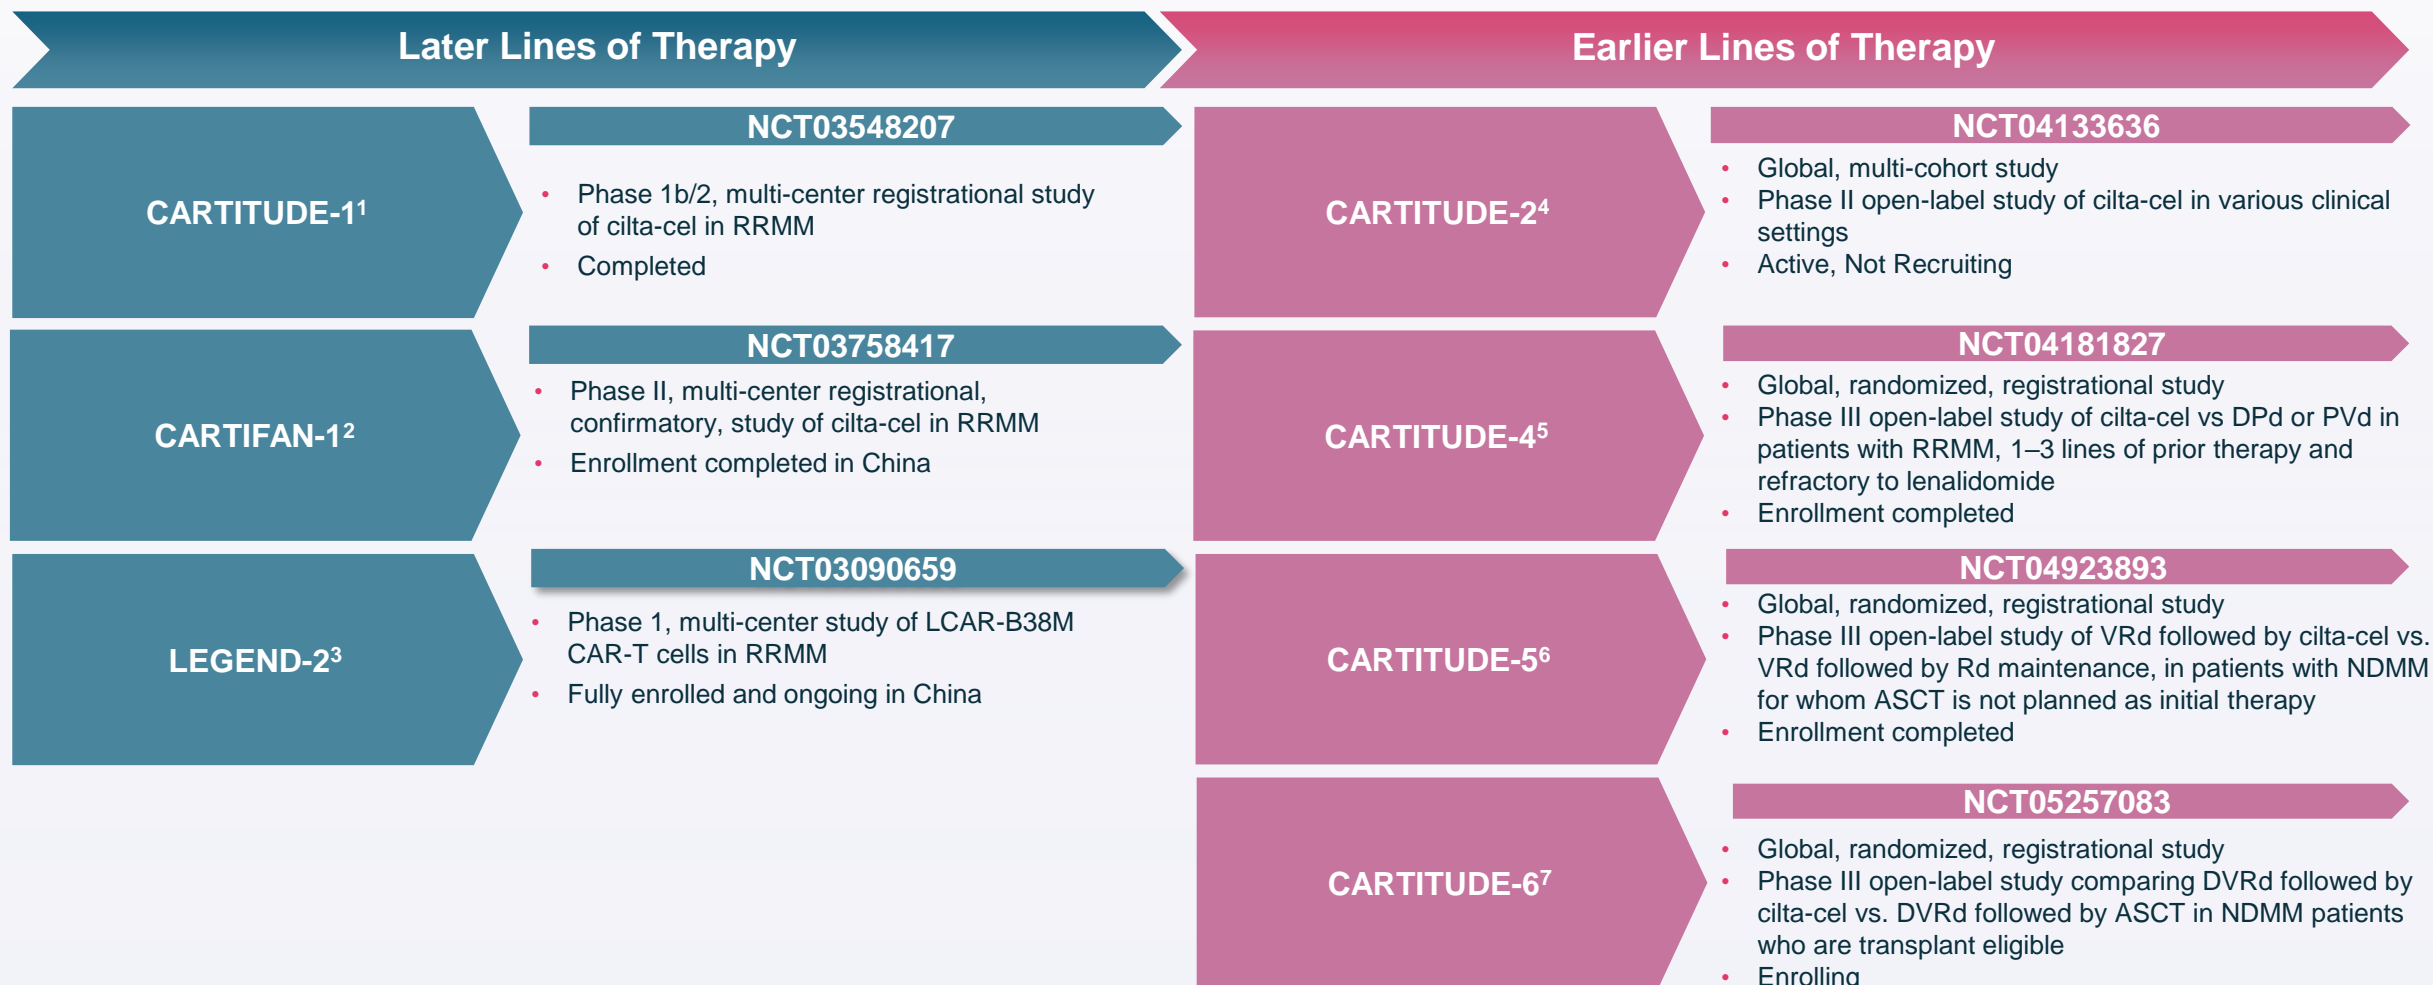 Later Lines of Therapy
Earlier Lines of Therapy
CARTITUDE-1¹
NCT03548207
• Phase 1b/2, multi-center registrational study
of cilta-cel in RRMM
• Completed
CARTIFAN-1²
NCT03758417
• Phase II, multi-center registrational,
confirmatory, study of cilta-cel in RRMM
• Enrollment completed in China
LEGEND-2³
NCT03090659
• Phase 1, multi-center study of LCAR-B38M
CAR-T cells in RRMM
• Fully enrolled and ongoing in China
CARTITUDE-2⁴
NCT04133636
• Global, multi-cohort study
• Phase II open-label study of cilta-cel in various clinical
settings
• Active, Not Recruiting
CARTITUDE-4⁵
NCT04181827
• Global, randomized, registrational study
• Phase III open-label study of cilta-cel vs DPd or PVd in
patients with RRMM, 1–3 lines of prior therapy and
refractory to lenalidomide
• Enrollment completed
CARTITUDE-5⁶
NCT04923893
• Global, randomized, registrational study
• Phase III open-label study of VRd followed by cilta-cel vs.
VRd followed by Rd maintenance, in patients with NDMM
for whom ASCT is not planned as initial therapy
• Enrollment completed
CARTITUDE-6⁷
NCT05257083
• Global, randomized, registrational study
• Phase III open-label study comparing DVRd followed by
cilta-cel vs. DVRd followed by ASCT in NDMM patients
who are transplant eligible
• Enrolling